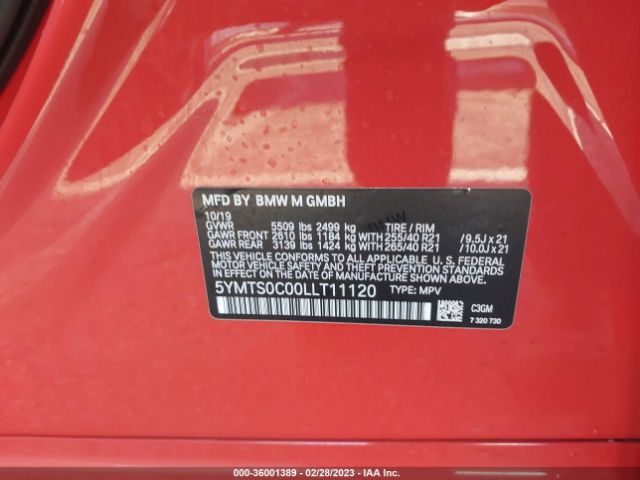 MFD BY BMW M GMBH
10/19
GVWR 5509 lbs 2499 kg TIRE / RIM
GAWR FRONT 2610 lbs 1184 kg WITH 255/40 R21 /9,5J x 21
GAWR REAR 3139 lbs 1424 kg WITH 265/40 R21 /10.0J x 21
THIS VEHICLE CONFORMS TO ALL APPLICABLE U. S. FEDERAL
MOTOR VEHICLE SAFETY, BUMPER, AND THEFT PREVENTION
STANDARDS IN EFFECT ON THE DATE OF MANUFACTURE SHOWN ABOVE.
5YMTS0C00LLT11120 TYPE: MPV
C3GM
7 320 730
000-36001389 - 02/28/2023 - IAA Inc.